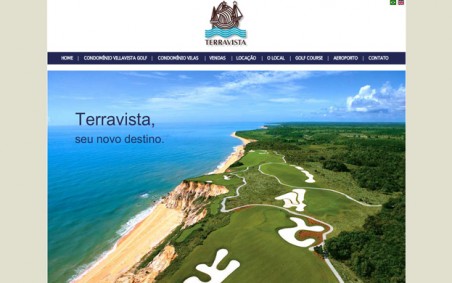 TERRAVISTA
HOME | CONDOMÍNIO VILLAVISTA GOLF | CONDOMÍNIO VILAS | VENDAS | LOCAÇÃO | O LOCAL | GOLF COURSE | AEROPORTO | CONTATO
Terravista,
seu novo destino.